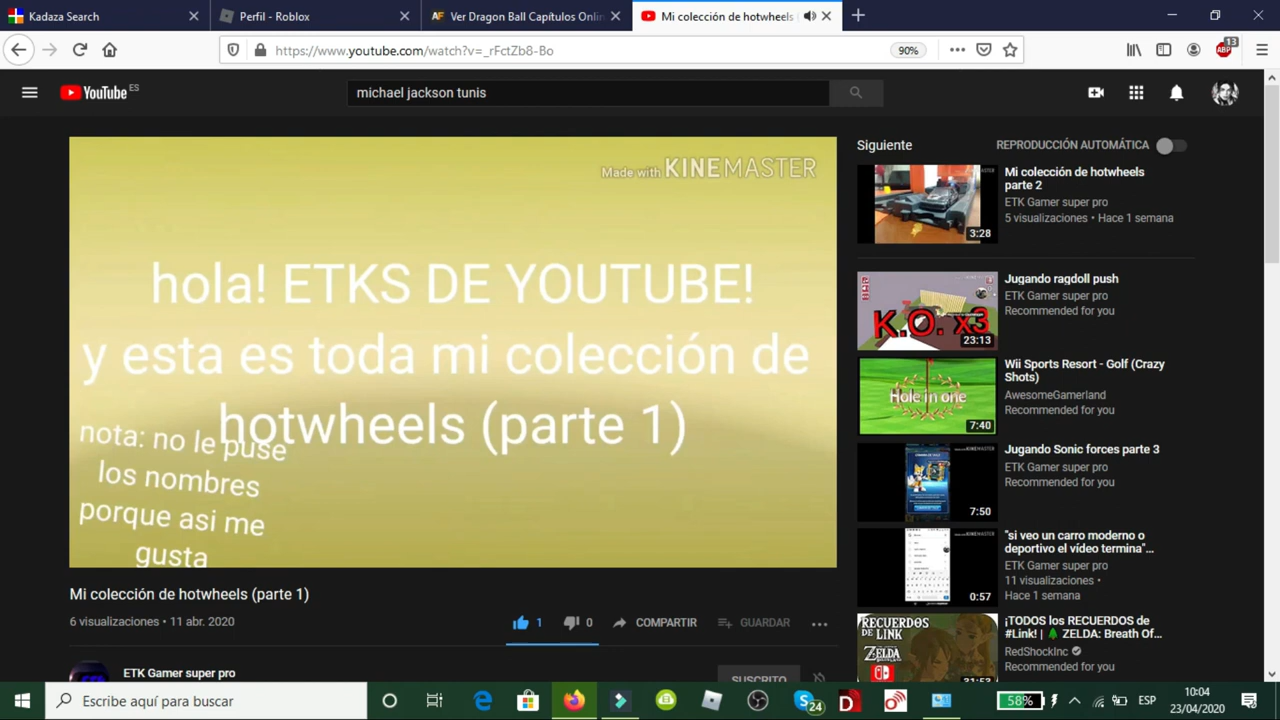 Kadaza Search
Perfil - Roblox
Ver Dragon Ball Capítulos Onlin
Mi colección de hotwheels (
https://www.youtube.com/watch?v=_rFctZb8-Bo
90%
ABP
13
YouTube ES
michael jackson tunis
Made with KINEMASTER
hola! ETKS DE YOUTUBE!
y esta es toda mi colección de
hotwhees (parte 1)
nota: no le puse
los nombres
porque asi me
gusta
Mi colección de hotwheels (parte 1)
6 visualizaciones • 11 abr. 2020
1
0
COMPARTIR
GUARDAR
ETK Gamer super pro
SUSCRITO
Siguiente
REPRODUCCIÓN AUTOMÁTICA
3:28
Mi colección de hotwheels
parte 2
ETK Gamer super pro
5 visualizaciones • Hace 1 semana
K.O. x3
23:13
Jugando ragdoll push
ETK Gamer super pro
Recommended for you
Hole in one
7:40
Wii Sports Resort - Golf (Crazy
Shots)
AwesomeGamerland
Recommended for you
7:50
Jugando Sonic forces parte 3
ETK Gamer super pro
Recommended for you
0:57
"si veo un carro moderno o
deportivo el video termina"...
ETK Gamer super pro
11 visualizaciones •
Hace 1 semana
RECUERDOS
DE LINK
ZELDA
31:53
¡TODOS los RECUERDOS de
#Link! | ZELDA: Breath Of...
RedShockInc
Recommended for you
Escribe aquí para buscar
24
58%
ESP
10:04
23/04/2020